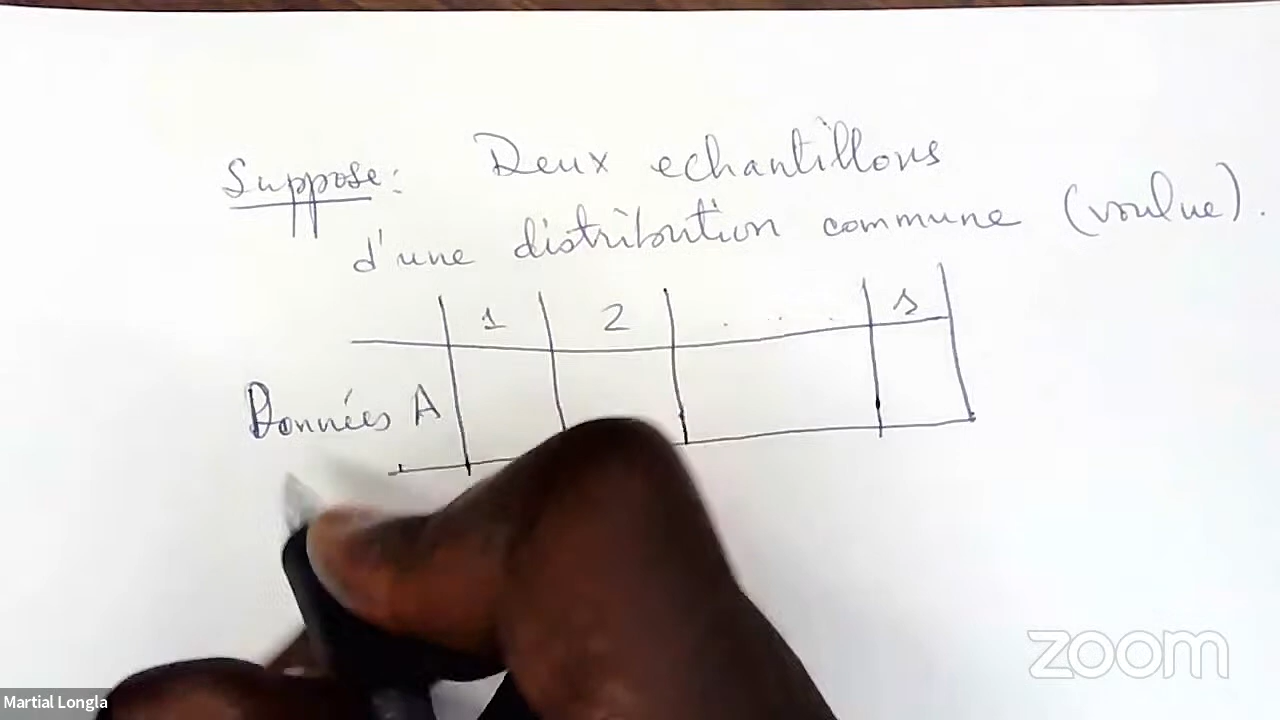 Suppose: Deux echantillons
d'une distribution commune (voulue).
1 2 .... s
Données A
zoom
Martial Longla